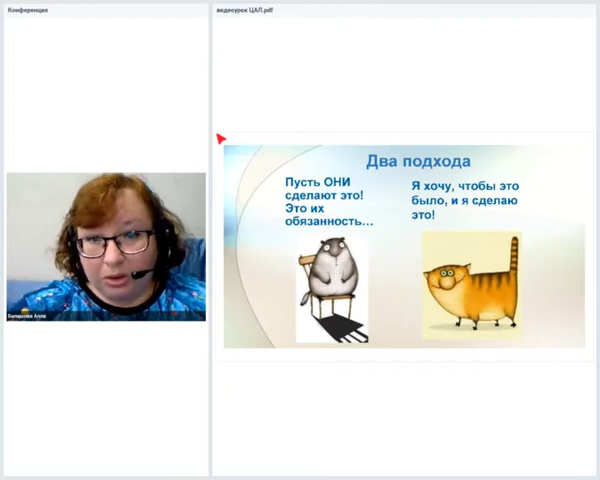 Конференция
видеоурок ЦАЛ.pdf
Два подхода
Пусть ОНИ
сделают это!
Это их
обязанность…
Я хочу, чтобы это
было, и я сделаю
это!
Алла